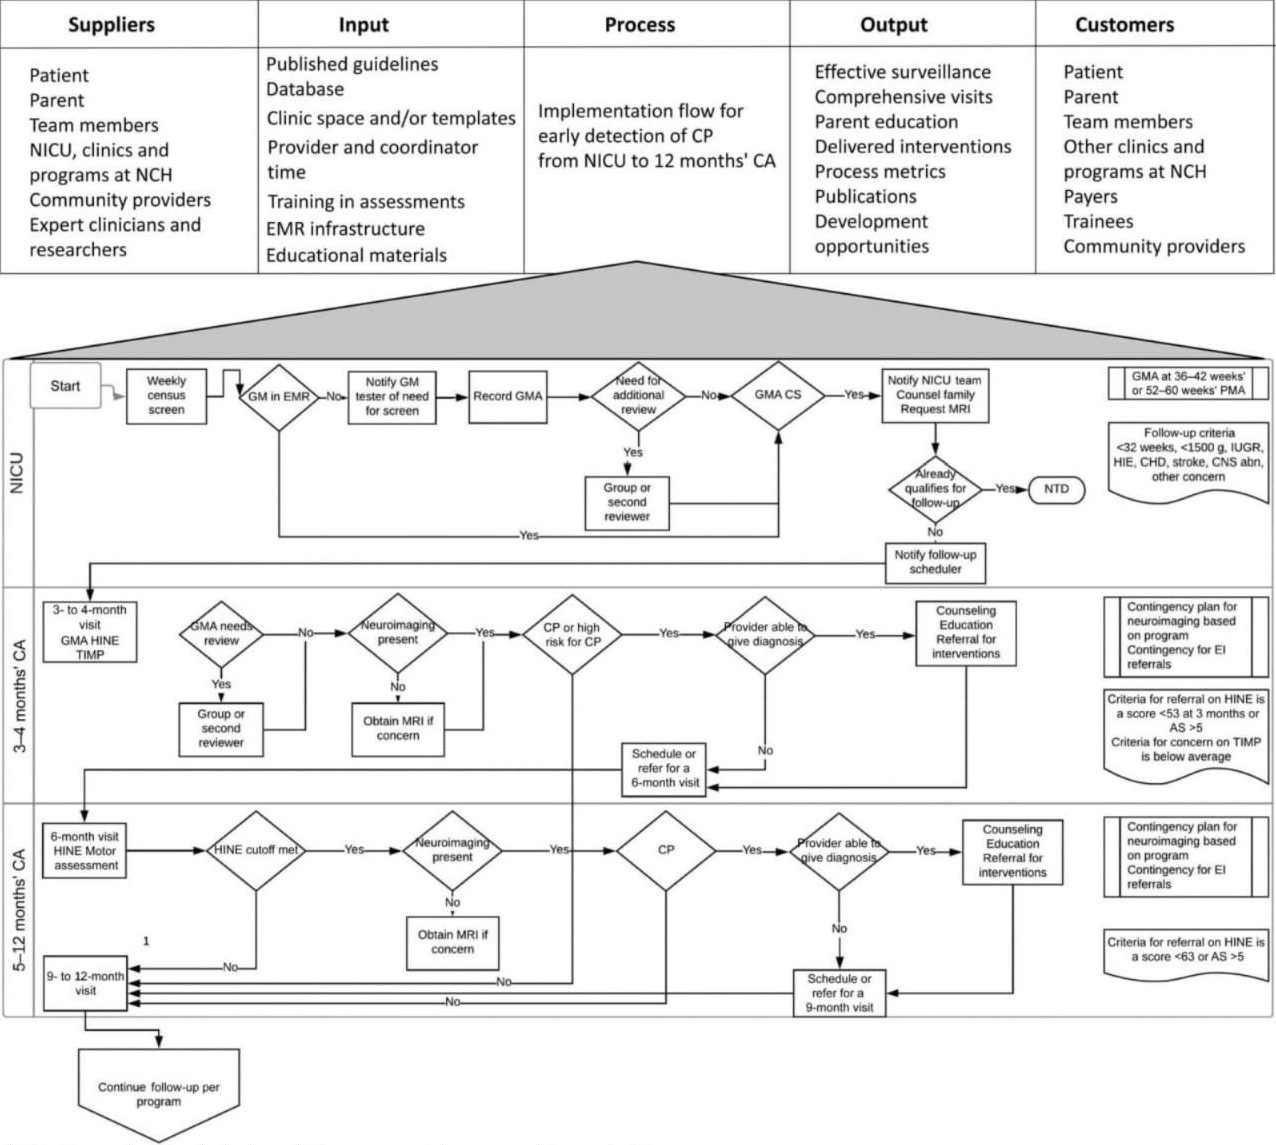 Suppliers
Input
Process
Output
Customers
Patient
Parent
Team members
NICU, clinics and
programs at NCH
Community providers
Expert clinicians and
researchers
Published guidelines
Database
Clinic space and/or templates
Provider and coordinator
time
Training in assessments
EMR infrastructure
Educational materials
Implementation flow for
early detection of CP
from NICU to 12 months' CA
Effective surveillance
Comprehensive visits
Parent education
Delivered interventions
Process metrics
Publications
Development
opportunities
Patient
Parent
Team members
Other clinics and
programs at NCH
Payers
Trainees
Community providers
NICU
Start
Weekly
census
screen
GM in EMR
No
Notify GM
tester of need
for screen
Record GMA
Need for
additional
review
No
GMA CS
Yes
Notify NICU team
Counsel family
Request MRI
GMA at 36–42 weeks'
or 52–60 weeks' PMA
Yes
Group or
second
reviewer
Yes
Already
qualifies for
follow-up
Yes
NTD
No
Notify follow-up
scheduler
Follow-up criteria
<32 weeks, <1500 g, IUGR,
HIE, CHD, stroke, CNS abn,
other concern
3–4 months' CA
3- to 4-month
visit
GMA HINE
TIMP
GMA needs
review
No
Yes
Group or
second
reviewer
Neuroimaging
present
Yes
No
Obtain MRI if
concern
CP or high
risk for CP
Yes
Provider able to
give diagnosis
Yes
No
Counseling
Education
Referral for
interventions
Schedule or
refer for a
6-month visit
Contingency plan for
neuroimaging based
on program
Contingency for EI
referrals
Criteria for referral on HINE is
a score <53 at 3 months or
AS >5
Criteria for concern on TIMP
is below average
5–12 months' CA
6-month visit
HINE Motor
assessment
HINE cutoff met
Yes
Neuroimaging
present
Yes
No
Obtain MRI if
concern
CP
Yes
Provider able to
give diagnosis
Yes
No
Counseling
Education
Referral for
interventions
Schedule or
refer for a
9-month visit
Contingency plan for
neuroimaging based
on program
Contingency for EI
referrals
Criteria for referral on HINE is
a score <63 or AS >5
1
No
No
No
9- to 12-month
visit
Continue follow-up per
program